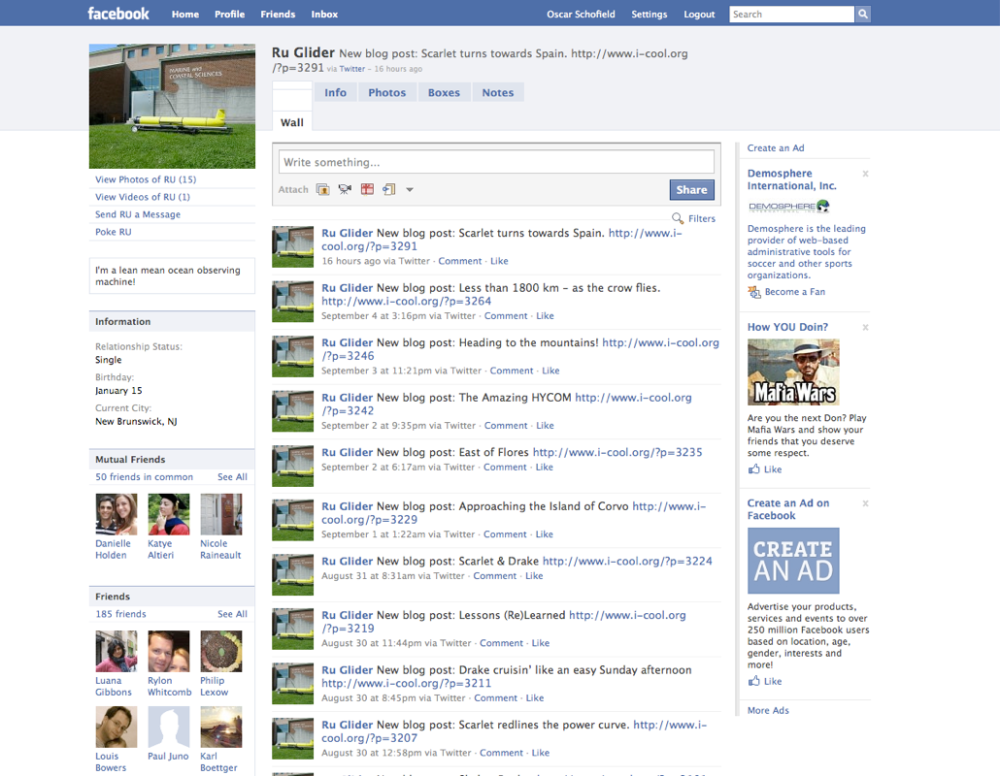 facebook Home Profile Friends Inbox Oscar Schofield Settings Logout Search
MARINE and
COASTAL SCIENCES
View Photos of RU (15)
View Videos of RU (1)
Send RU a Message
Poke RU
I'm a lean mean ocean observing
machine!
Information
Relationship Status:
Single
Birthday:
January 15
Current City:
New Brunswick, NJ
Mutual Friends
50 friends in common See All
Danielle
Holden
Katye
Altieri
Nicole
Raineault
Friends
185 friends See All
Luana
Gibbons
Rylon
Whitcomb
Philip
Lexow
Louis
Bowers
Paul Juno
Karl
Boettger
Ru Glider New blog post: Scarlet turns towards Spain. http://www.i-cool.org
/?p=3291 via Twitter – 16 hours ago
Wall Info Photos Boxes Notes
Write something...
Attach Share
Filters
Ru Glider New blog post: Scarlet turns towards Spain. http://www.i-
cool.org/?p=3291
16 hours ago via Twitter · Comment · Like
Ru Glider New blog post: Less than 1800 km – as the crow flies.
http://www.i-cool.org/?p=3264
September 4 at 3:16pm via Twitter · Comment · Like
Ru Glider New blog post: Heading to the mountains! http://www.i-cool.org
/?p=3246
September 3 at 11:21pm via Twitter · Comment · Like
Ru Glider New blog post: The Amazing HYCOM http://www.i-cool.org
/?p=3242
September 2 at 9:35pm via Twitter · Comment · Like
Ru Glider New blog post: East of Flores http://www.i-cool.org/?p=3235
September 2 at 6:17am via Twitter · Comment · Like
Ru Glider New blog post: Approaching the Island of Corvo http://www.i-
cool.org/?p=3229
September 1 at 1:22am via Twitter · Comment · Like
Ru Glider New blog post: Scarlet & Drake http://www.i-cool.org/?p=3224
August 31 at 8:31am via Twitter · Comment · Like
Ru Glider New blog post: Lessons (Re)Learned http://www.i-cool.org
/?p=3219
August 30 at 11:44pm via Twitter · Comment · Like
Ru Glider New blog post: Drake cruisin' like an easy Sunday afternoon
http://www.i-cool.org/?p=3211
August 30 at 8:45pm via Twitter · Comment · Like
Ru Glider New blog post: Scarlet redlines the power curve. http://www.i-
cool.org/?p=3207
August 30 at 12:58pm via Twitter · Comment · Like
Create an Ad
Demosphere
International, Inc.
x
DEMOSPHERE
INTERNATIONAL, INC.
Demosphere is the leading
provider of web-based
administrative tools for
soccer and other sports
organizations.
Become a Fan
How YOU Doin? x
Mafia Wars
Are you the next Don? Play
Mafia Wars and show your
friends that you deserve
some respect.
Like
Create an Ad on
Facebook
x
CREATE
AN AD
Advertise your products,
services and events to over
250 million Facebook users
based on location, age,
gender, interests and
more!
Like
More Ads